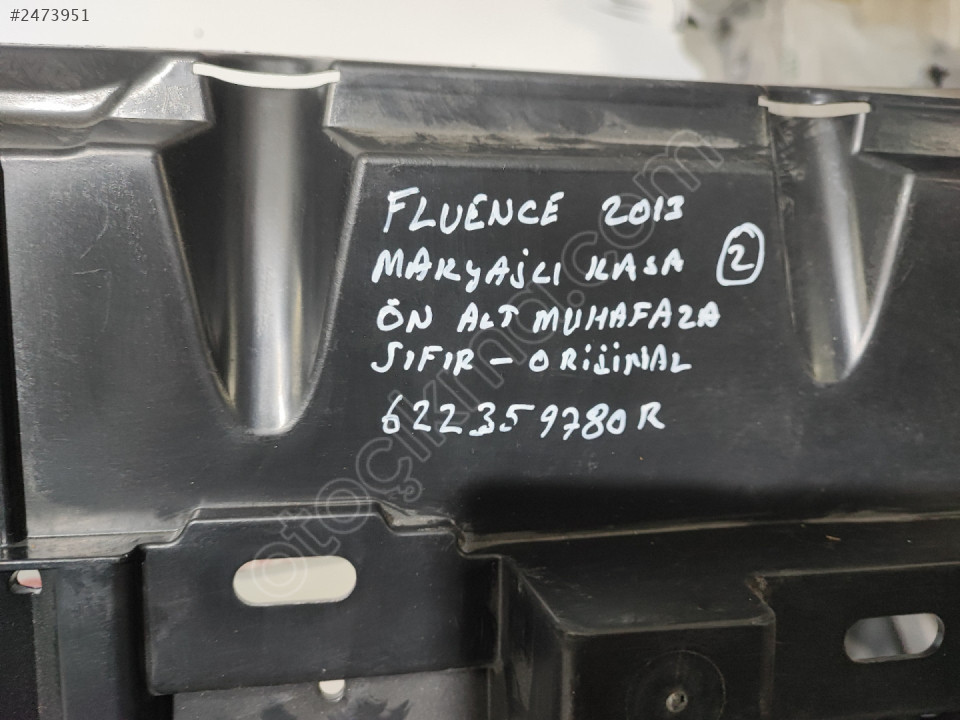 #2473951
FLUENCE 2013
MAKYAJLI KASA 2
ÖN ALT MUHAFAZA
SIFIR - ORİJİNAL
622359780R
otoçıkma.com